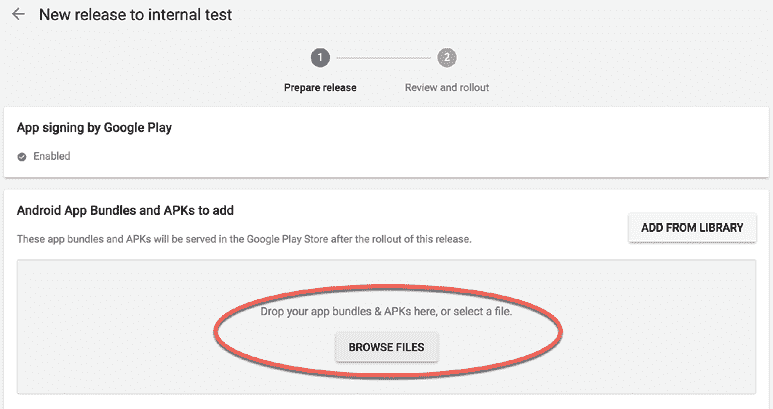 New release to internal test
1
2
Prepare release
Review and rollout
App signing by Google Play
Enabled
Android App Bundles and APKs to add
ADD FROM LIBRARY
These app bundles and APKs will be served in the Google Play Store after the rollout of this release.
Drop your app bundles & APKs here, or select a file.
BROWSE FILES